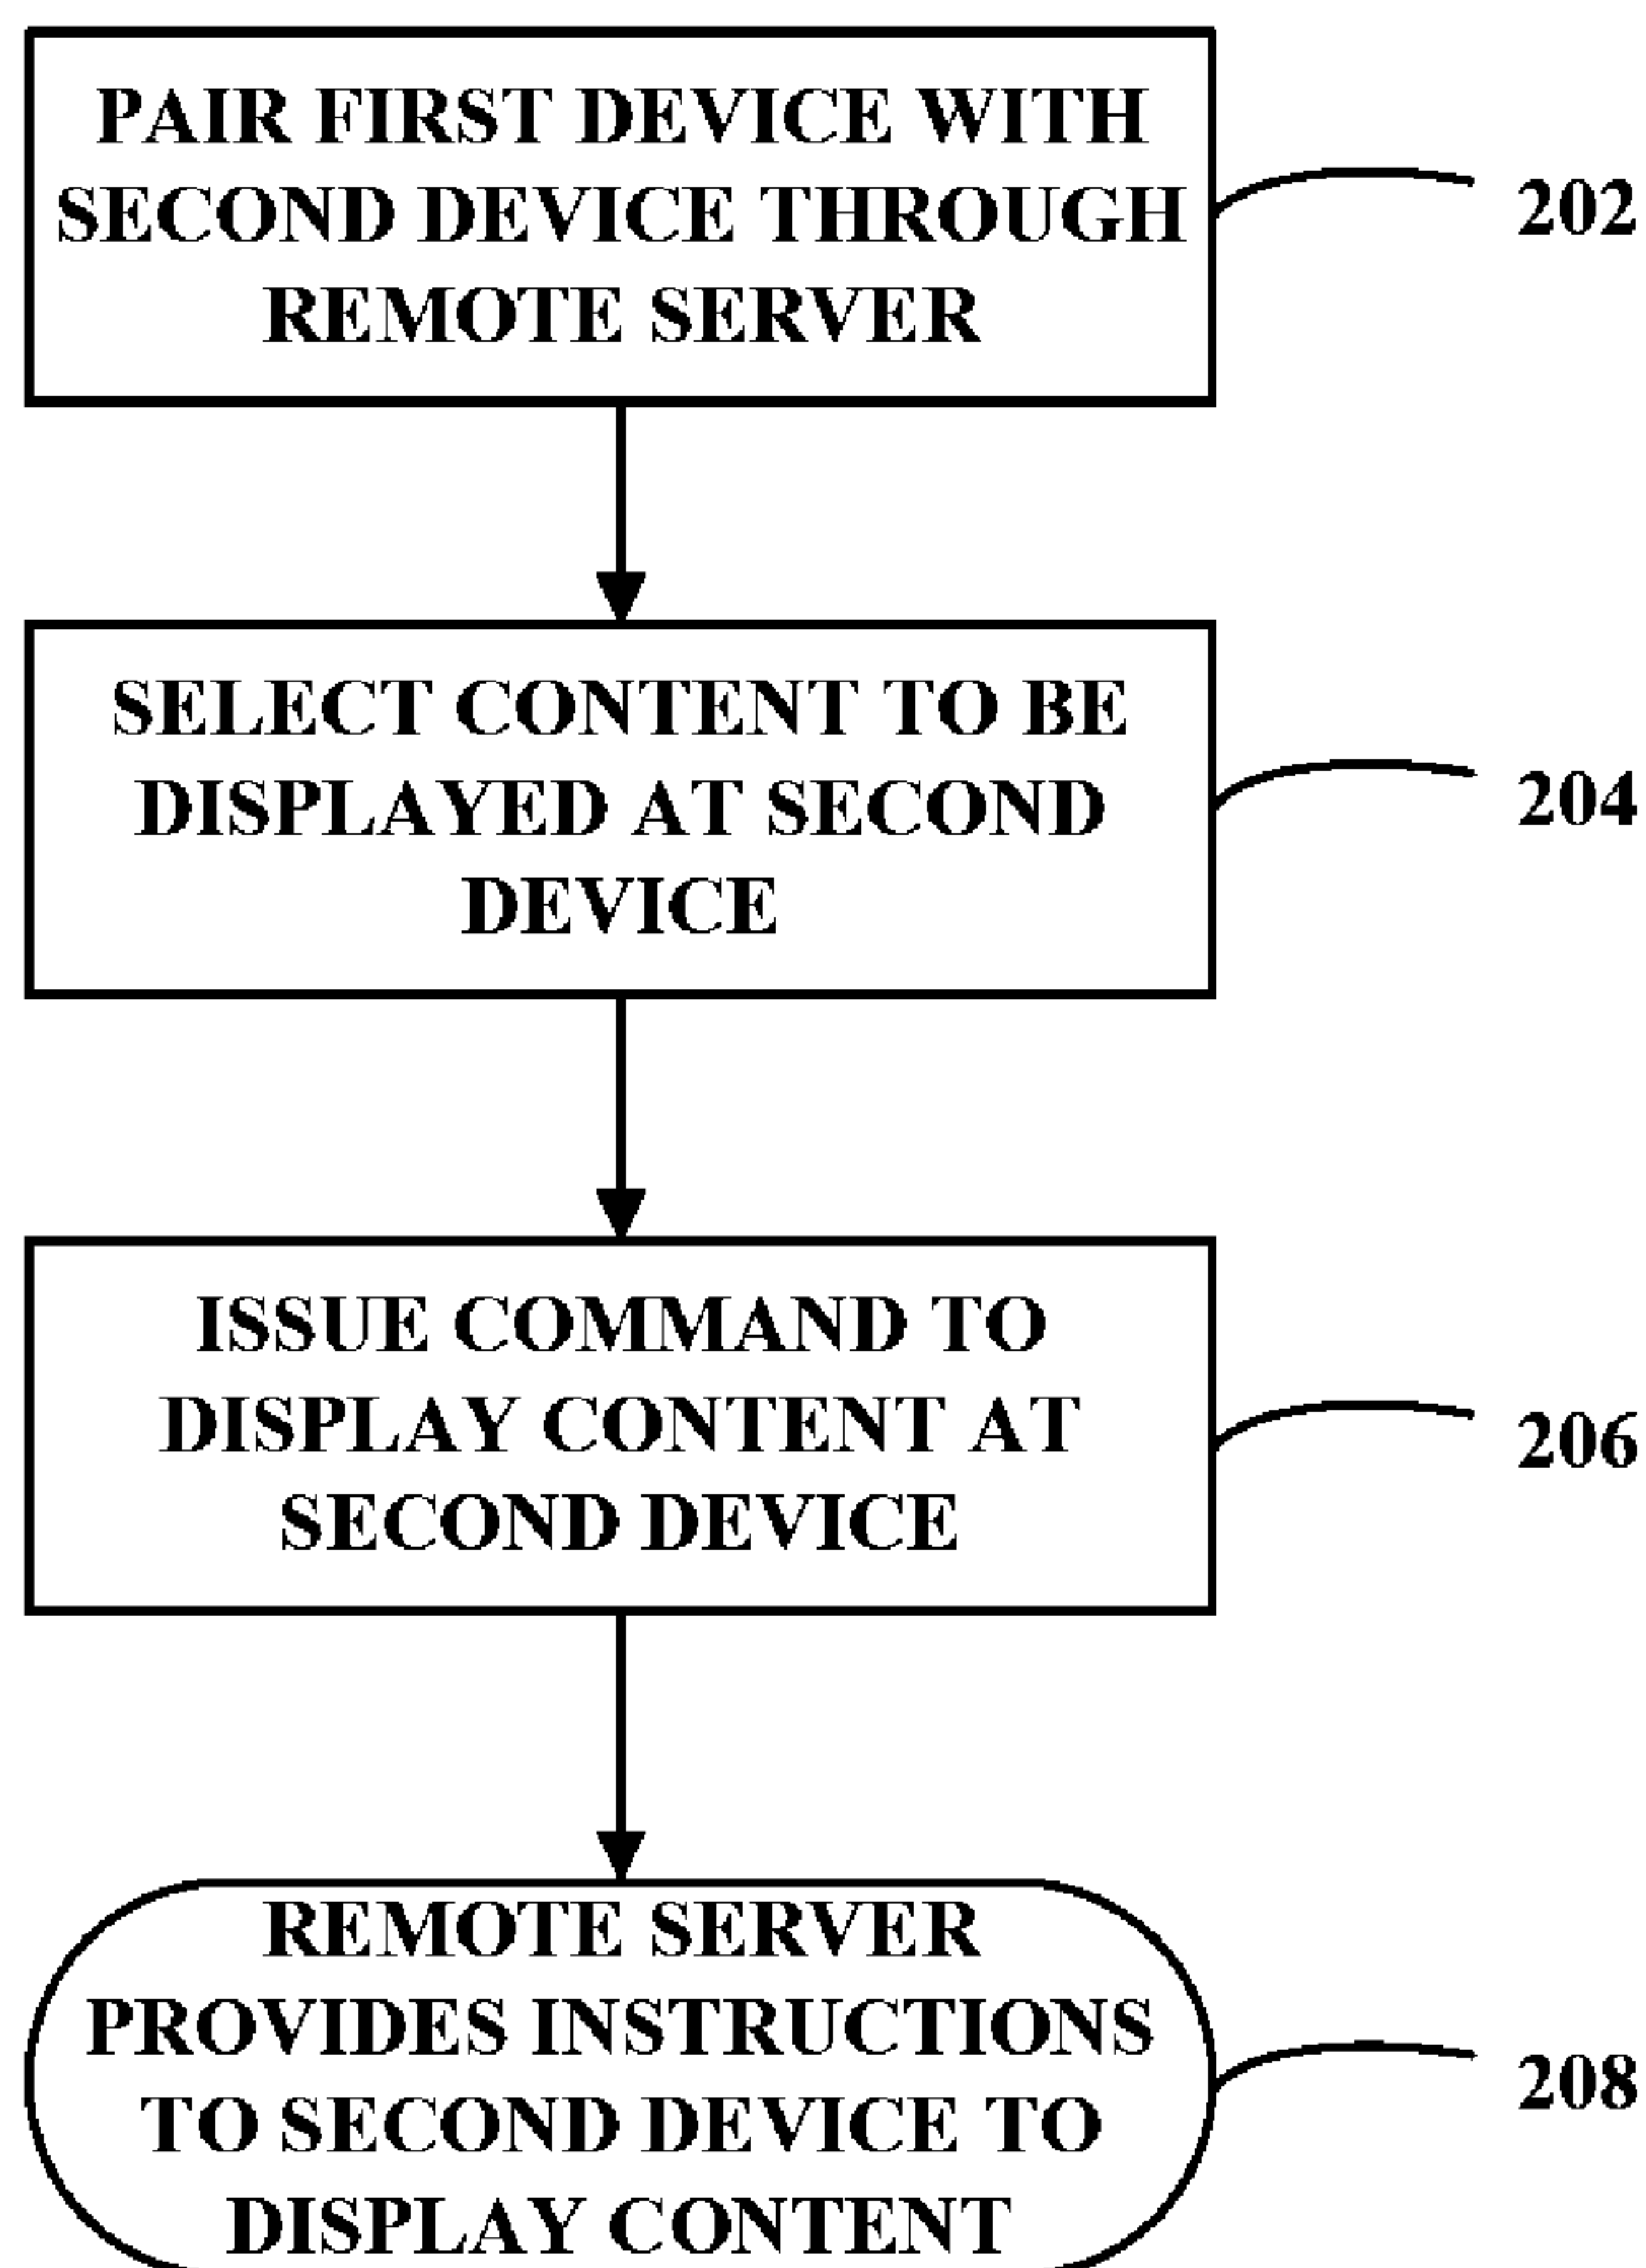 PAIR FIRST DEVICE WITH
SECOND DEVICE THROUGH
REMOTE SERVER
202
SELECT CONTENT TO BE
DISPLAYED AT SECOND
DEVICE
204
ISSUE COMMAND TO
DISPLAY CONTENT AT
SECOND DEVICE
206
REMOTE SERVER
PROVIDES INSTRUCTIONS
TO SECOND DEVICE TO
DISPLAY CONTENT
208